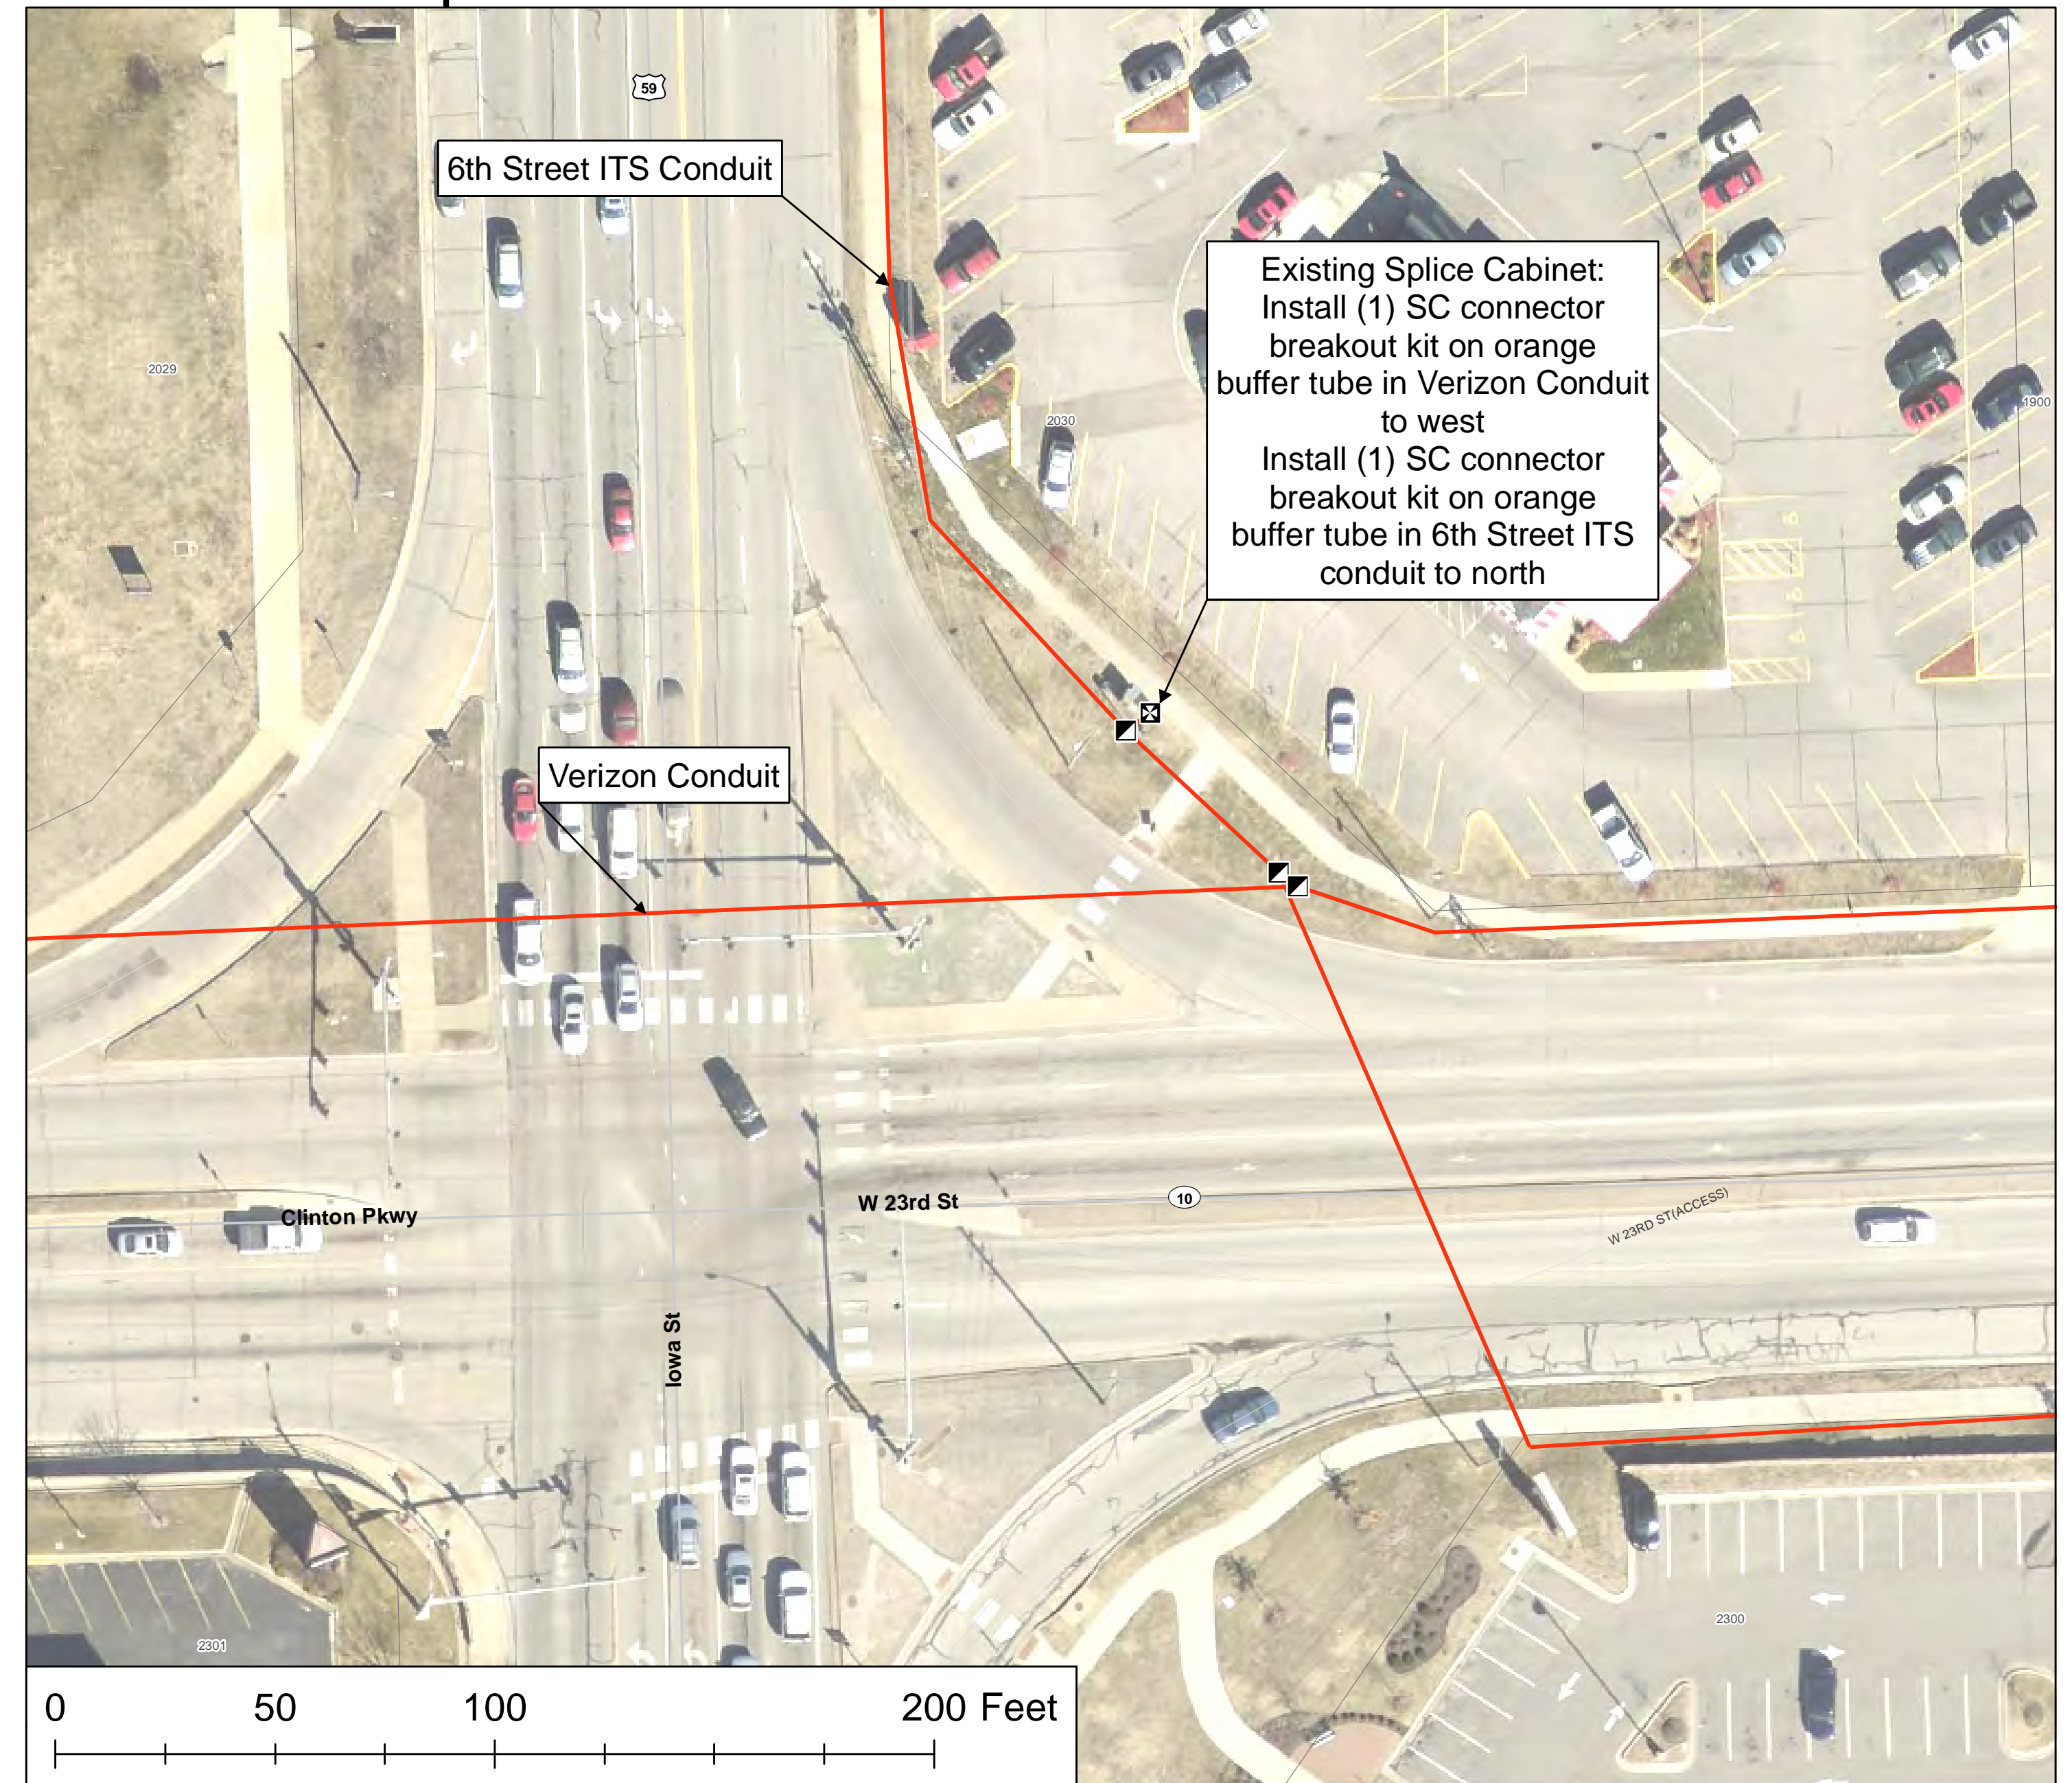 59
6th Street ITS Conduit
Existing Splice Cabinet:
Install (1) SC connector
breakout kit on orange
buffer tube in Verizon Conduit
to west
Install (1) SC connector
breakout kit on orange
buffer tube in 6th Street ITS
conduit to north
2029
2030
1900
Verizon Conduit
W 23rd St
10
Clinton Pkwy
W 23RD ST(ACCESS)
Iowa St
2301
2300
0 50 100 200 Feet